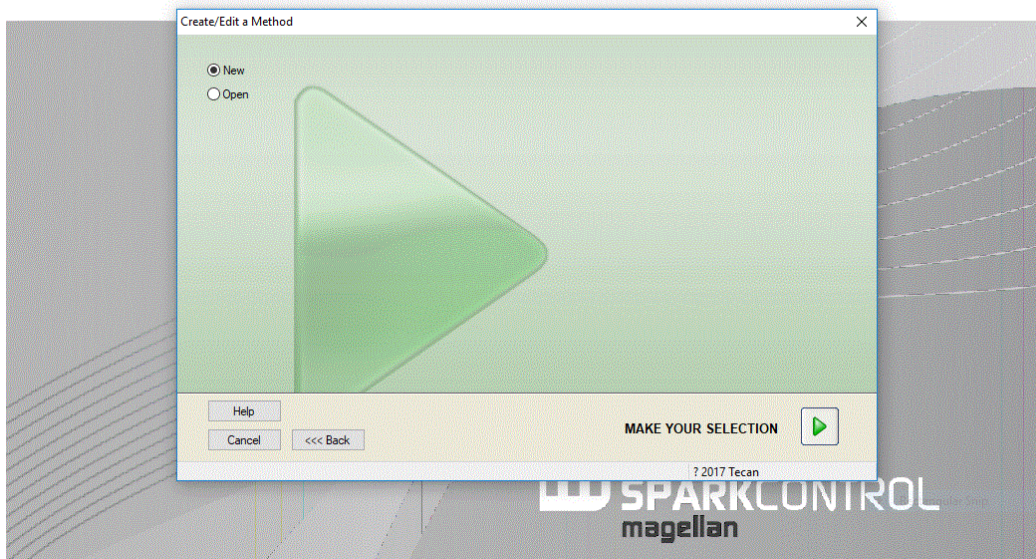 Create/Edit a Method
New
Open
Help
Cancel
<<< Back
MAKE YOUR SELECTION
? 2017 Tecan
SPARKCONTROL
magellan